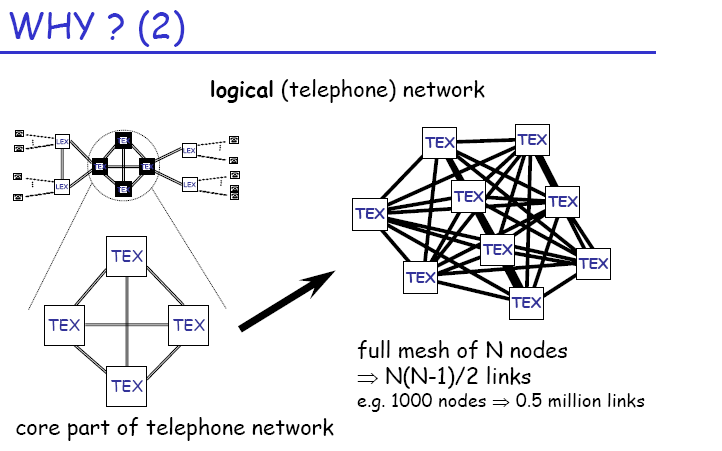 WHY ? (2)
logical (telephone) network
LEX
LEX
LEX
LEX
TEX
TEX
TEX
TEX
TEX
TEX
TEX
TEX
TEX
TEX
TEX
TEX
TEX
core part of telephone network
full mesh of N nodes
⇒ N(N-1)/2 links
e.g. 1000 nodes ⇒ 0.5 million links